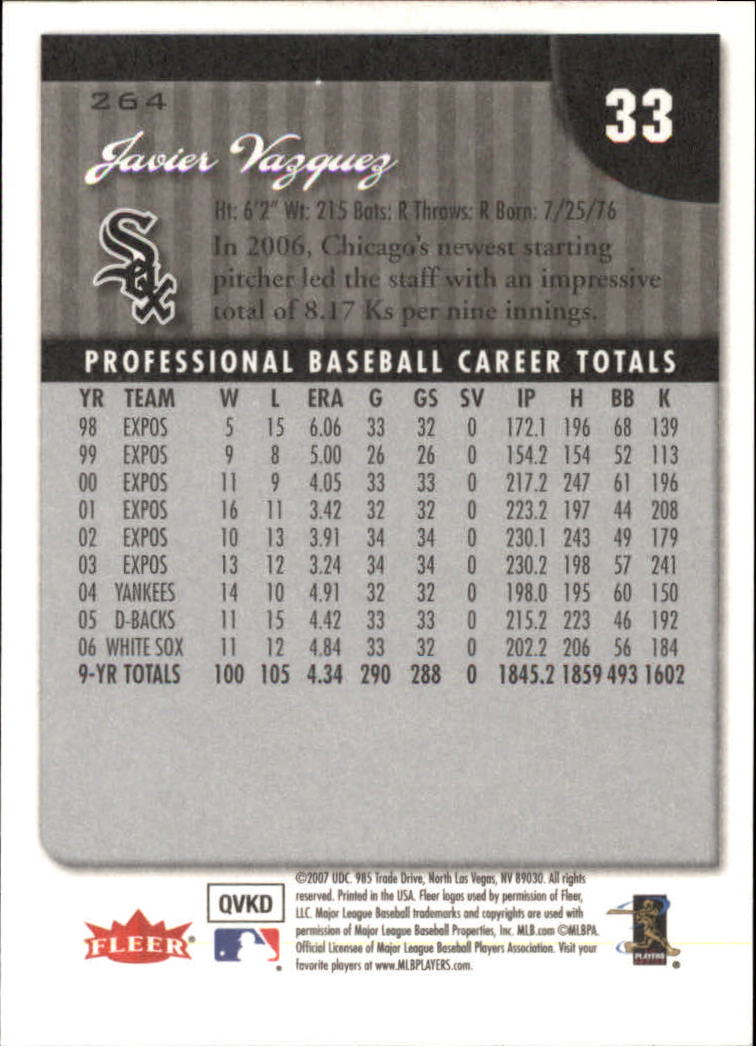 264
33
Javier Vazquez
Sox
Ht: 6'2" Wt: 215 Bats: R Throws: R Born: 7/25/76
In 2006, Chicago's newest starting
pitcher led the staff with an impressive
total of 8.17 Ks per nine innings.
PROFESSIONAL BASEBALL CAREER TOTALS
YR TEAM W L ERA G GS SV IP H BB K
98 EXPOS 5 15 6.06 33 32 0 172.1 196 68 139
99 EXPOS 9 8 5.00 26 26 0 154.2 154 52 113
00 EXPOS 11 9 4.05 33 33 0 217.2 247 61 196
01 EXPOS 16 11 3.42 32 32 0 223.2 197 44 208
02 EXPOS 10 13 3.91 34 34 0 230.1 243 49 179
03 EXPOS 13 12 3.24 34 34 0 230.2 198 57 241
04 YANKEES 14 10 4.91 32 32 0 198.0 195 60 150
05 D-BACKS 11 15 4.42 33 33 0 215.2 223 46 192
06 WHITE SOX 11 12 4.84 33 32 0 202.2 206 56 184
9-YR TOTALS 100 105 4.34 290 288 0 1845.2 1859 493 1602
©2007 UDC. 985 Trade Drive, North Las Vegas, NV 89030. All rights
reserved. Printed in the USA. Fleer logos used by permission of Fleer,
LLC. Major League Baseball trademarks and copyrights are used with
permission of Major League Baseball Properties, Inc. MLB.com ©MLBPA.
Official Licensee of Major League Baseball Players Association. Visit your
favorite players at www.MLBPLAYERS.com.
QVKD
FLEER®
PLAYERS